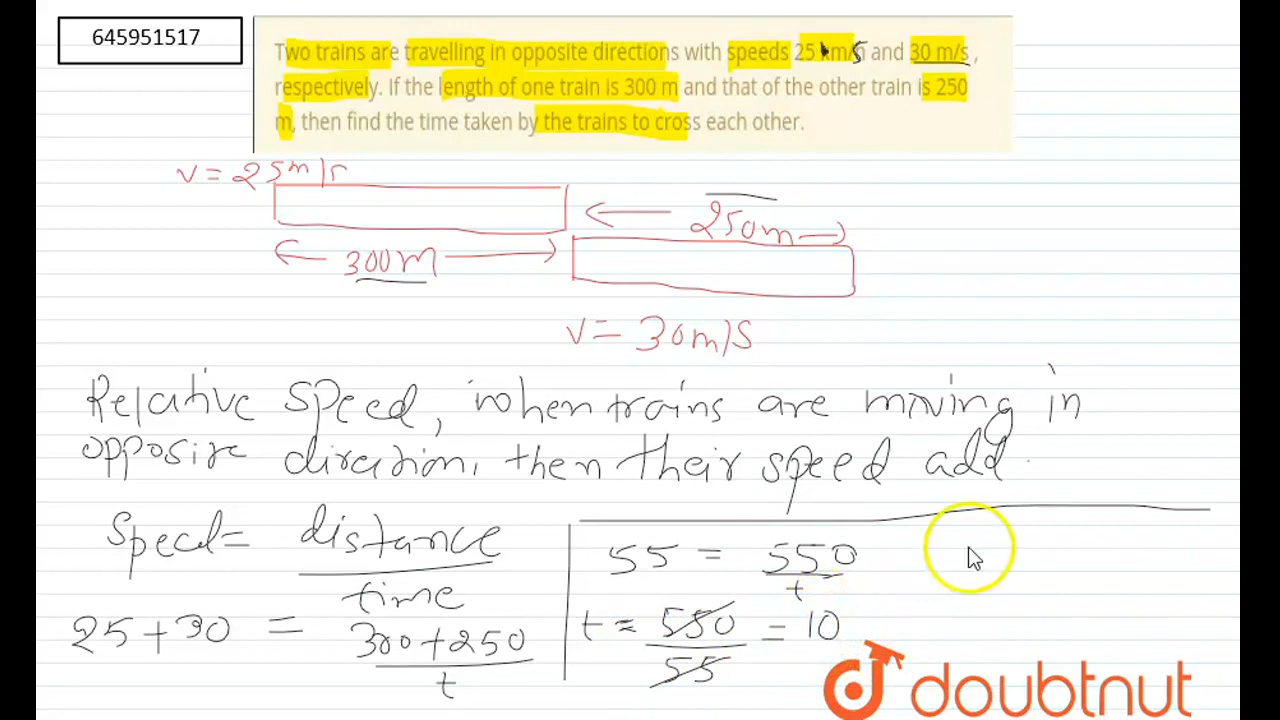 645951517
Two trains are travelling in opposite directions with speeds 25 km/h s and 30 m/s ,
respectively. If the length of one train is 300 m and that of the other train is 250
m, then find the time taken by the trains to cross each other.
v = 25m/s
250m
300m
v = 30m/s
Relative speed, when trains are moving in
opposite direction, then their speed add.
Speed = distance / time
55 = 550 / t
25 + 30 = 300 + 250 / t
t = 550 / 55 = 10
doubtnut